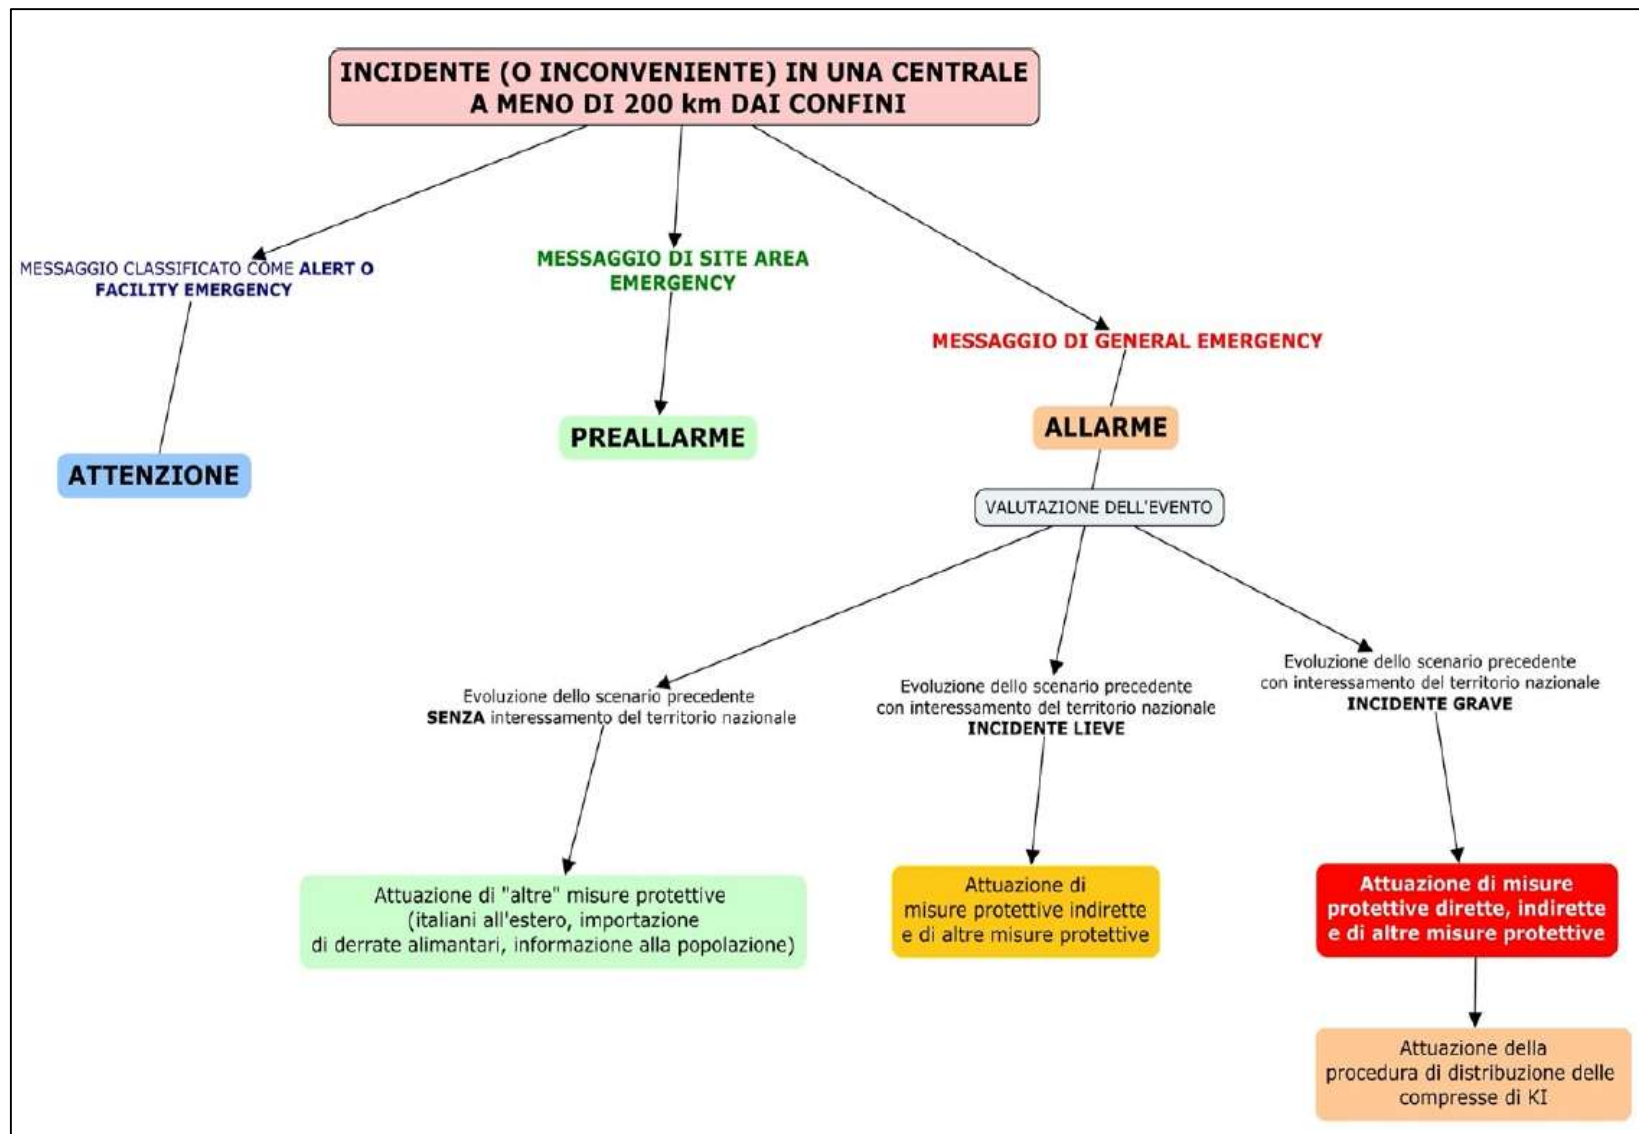 INCIDENTE (O INCONVENIENTE) IN UNA CENTRALE
A MENO DI 200 km DAI CONFINI
MESSAGGIO CLASSIFICATO COME ALERT O
FACILITY EMERGENCY
MESSAGGIO DI SITE AREA
EMERGENCY
MESSAGGIO DI GENERAL EMERGENCY
ATTENZIONE
PREALLARME
ALLARME
VALUTAZIONE DELL'EVENTO
Evoluzione dello scenario precedente
SENZA interessamento del territorio nazionale
Evoluzione dello scenario precedente
con interessamento del territorio nazionale
INCIDENTE LIEVE
Evoluzione dello scenario precedente
con interessamento del territorio nazionale
INCIDENTE GRAVE
Attuazione di "altre" misure protettive
(italiani all'estero, importazione
di derrate alimantari, informazione alla popolazione)
Attuazione di
misure protettive indirette
e di altre misure protettive
Attuazione di misure
protettive dirette, indirette
e di altre misure protettive
Attuazione della
procedura di distribuzione delle
compresse di KI